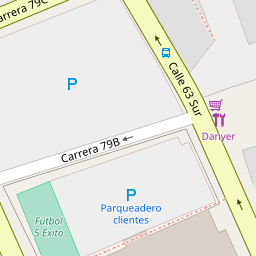 Carrera 79C
P
Calle 63 Sur
Danyer
Carrera 79B
P
Parqueadero
clientes
Fútbol
5 Éxito